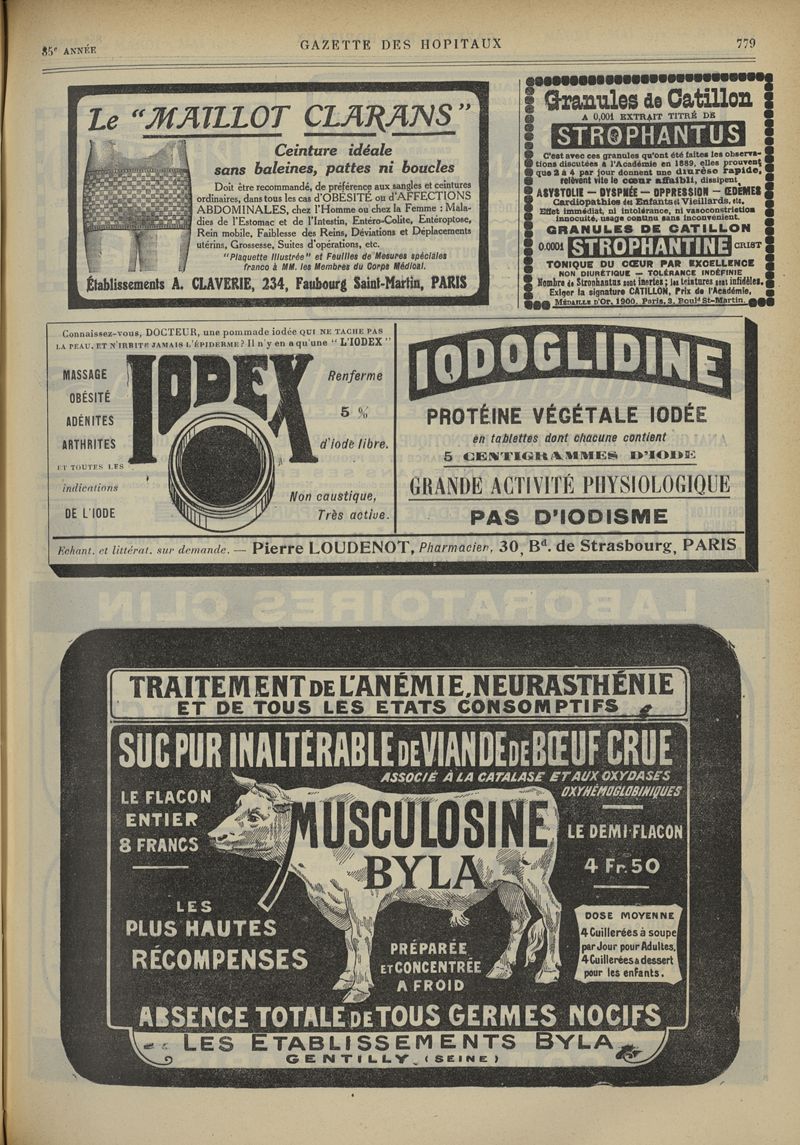 85e ANNÉE
GAZETTE DES HOPITAUX
779
Le "MAILLOT CLARANS"
Ceinture idéale
sans baleines, pattes ni boucles
Doit être recommandé, de préférence aux sangles et ceintures
ordinaires, dans tous les cas d'OBÉSITÉ ou d'AFFECTIONS
ABDOMINALES, chez l'Homme ou chez la Femme : Mala-
dies de l'Estomac et de l'Intestin, Entéro-Colite, Entéroptose,
Rein mobile, Faiblesse des Reins, Déviations et Déplacements
utérins, Grossesse, Suites d'opérations, etc.
"Plaquette Illustrée" et Feuilles de Mesures spéciales
franco à MM. les Membres du Corps Médical.
Établissements A. CLAVERIE, 234, Faubourg Saint-Martin, PARIS
Granules de Catillon
A 0,001 EXTRAIT TITRÉ DE
STROPHANTUS
C'est avec ces granules qu'ont été faites les observa-
tions discutées à l'Académie en 1889, elles prouvent
que 2 à 4 par jour donnent une diurèse rapide,
relèvent vite le cœur affaibli, dissipent
ASYSTOLIE — DYSPNÉE — OPPRESSION — ŒDÈMES
Cardiopathies des Enfants et Vieillards, etc.
Effet immédiat, ni intolérance, ni vasoconstriction
innocuité, usage continu sans inconvenient.
GRANULES DE CATILLON
0.0001 STROPHANTINE CRIST
TONIQUE DU CŒUR PAR EXCELLENCE
NON DIURÉTIQUE — TOLÉRANCE INDÉFINIE
Nombre de Strophantus sont inertes ; les teintures sont infidèles.
Exiger la signature CATILLON, Prix de l'Académie,
MÉDAILLE D'OR, 1900. Paris, 3. Boulᵈ St-Martin.
Connaissez-vous, DOCTEUR, une pommade iodée QUI NE TACHE PAS
LA PEAU, ET N'IRRITE JAMAIS L'ÉPIDERME? Il n'y en a qu'une "L'IODEX"
IODEX
MASSAGE
OBÉSITÉ
ADÉNITES
ARTHRITES
ET TOUTES LES
indications
DE L'IODE
Renferme
5 %
d'iode libre.
Non caustique,
Très active.
IODOGLIDINE
PROTÉINE VÉGÉTALE IODÉE
en tablettes dont chacune contient
5 CENTIGRAMMES D'IODE
GRANDE ACTIVITÉ PHYSIOLOGIQUE
PAS D'IODISME
Echant. et littérat. sur demande. — Pierre LOUDENOT, Pharmacien, 30, Bd. de Strasbourg, PARIS
LABORATOIRES CLIN
TRAITEMENT DE L'ANÉMIE, NEURASTHÉNIE
ET DE TOUS LES ETATS CONSOMPTIFS
SUC PUR INALTÉRABLE DE VIANDE DE BŒUF CRUE
ASSOCIÉ À LA CATALASE ET AUX OXYDASES
OXYHÉMOGLOBINIQUES
LE FLACON
ENTIER
8 FRANCS
MUSCULOSINE
BYLA
LE DEMI-FLACON
4 Fr. 50
LES
PLUS HAUTES
RÉCOMPENSES
PRÉPARÉE
ET CONCENTRÉE
A FROID
DOSE MOYENNE
4 Cuillerées à soupe
par Jour pour Adultes.
4 Cuillerées à dessert
pour les enfants.
ABSENCE TOTALE DE TOUS GERMES NOCIFS
LES ETABLISSEMENTS BYLA
GENTILLY (SEINE)